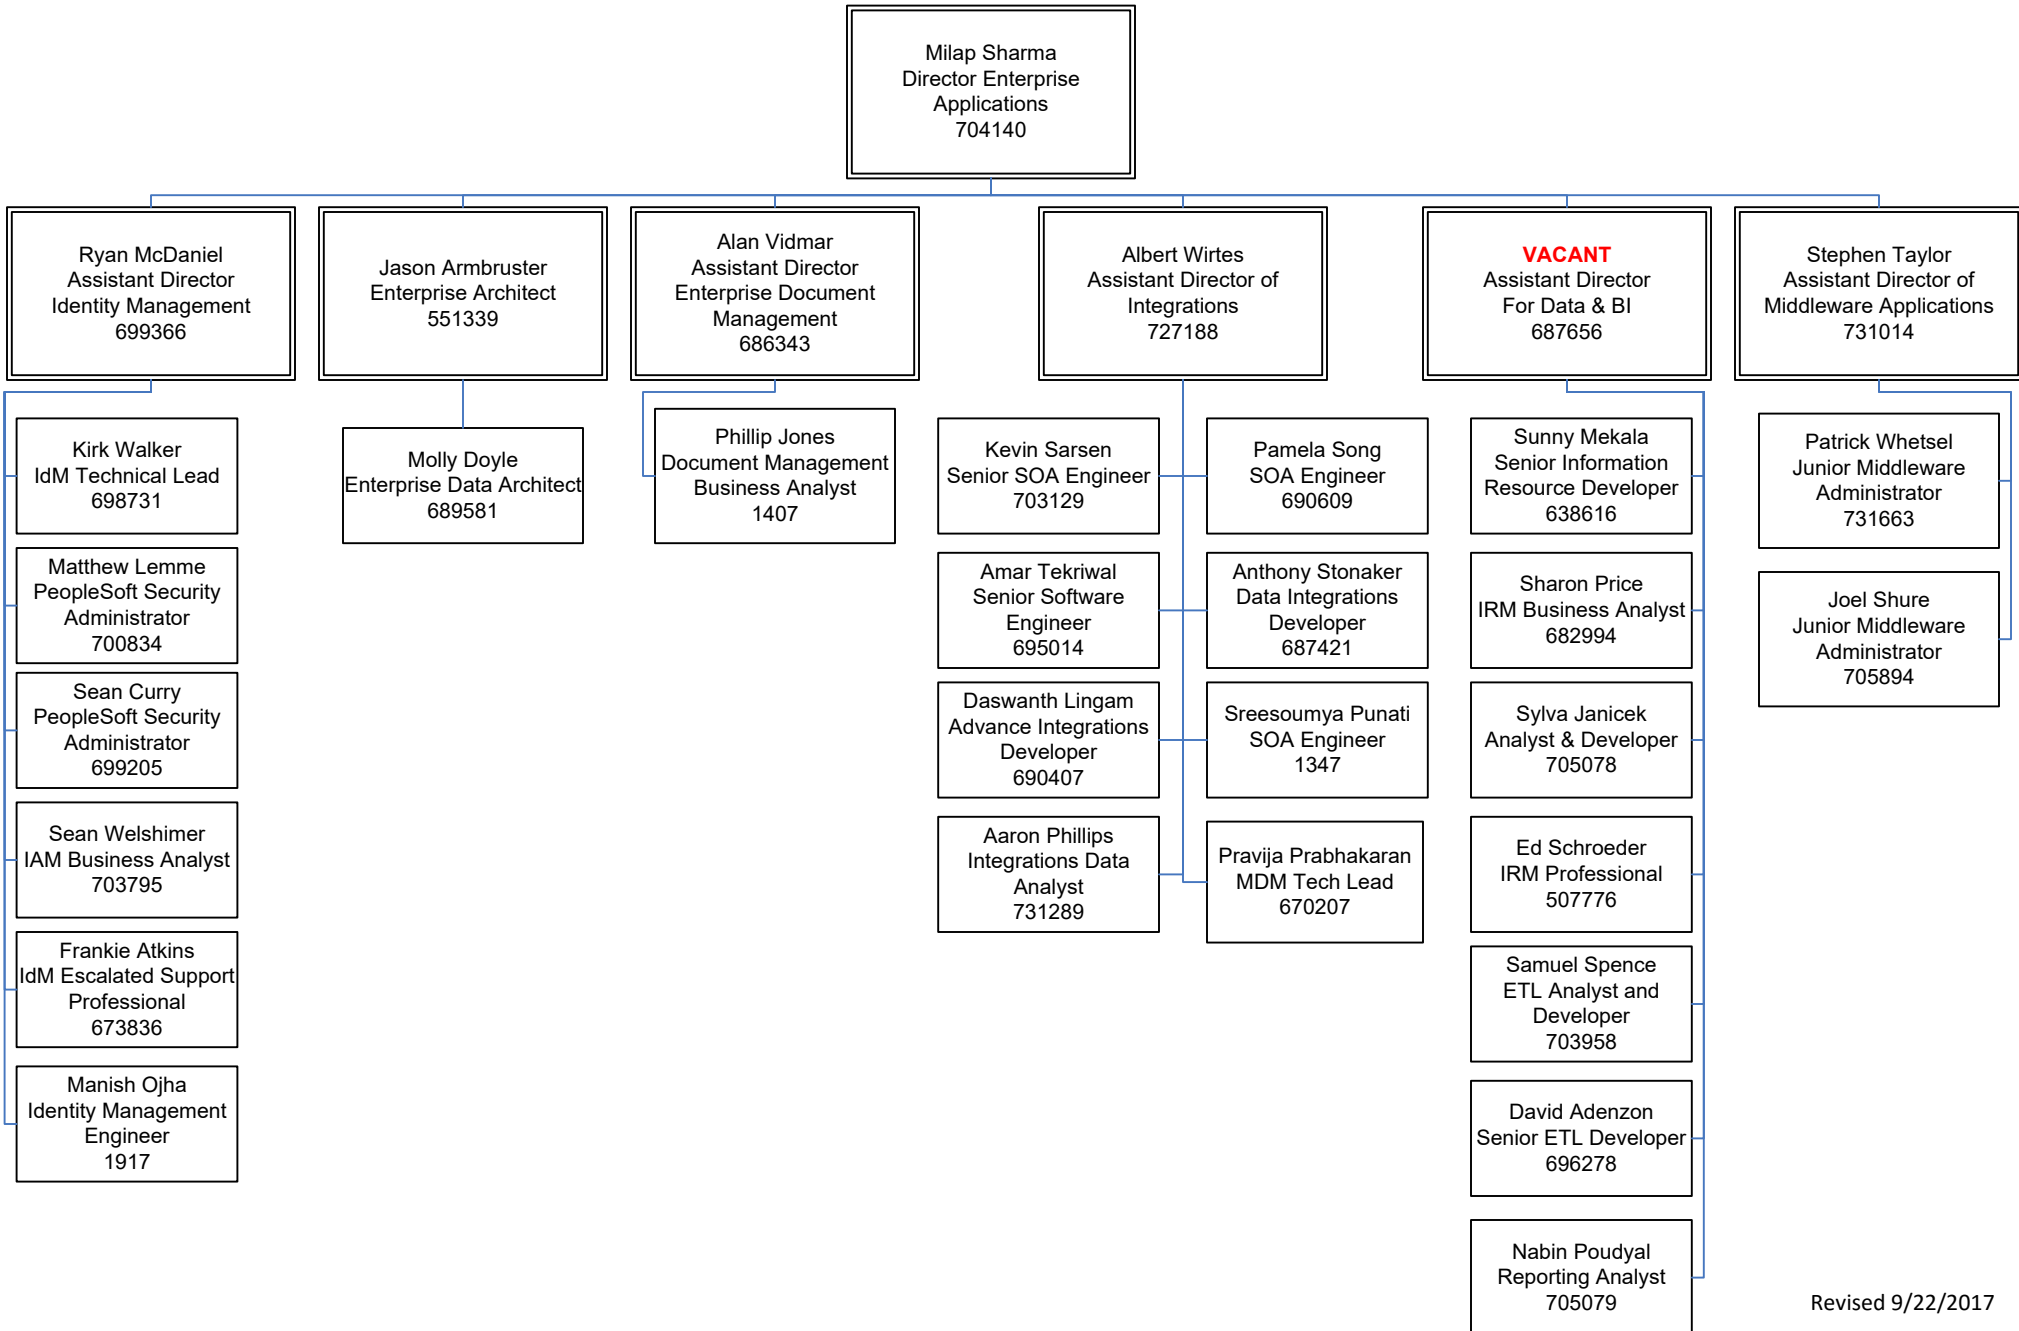 Milap Sharma
Director Enterprise
Applications
704140
Ryan McDaniel
Assistant Director
Identity Management
699366
Jason Armbruster
Enterprise Architect
551339
Alan Vidmar
Assistant Director
Enterprise Document
Management
686343
Albert Wirtes
Assistant Director of
Integrations
727188
VACANT
Assistant Director
For Data & BI
687656
Stephen Taylor
Assistant Director of
Middleware Applications
731014
Kirk Walker
IdM Technical Lead
698731
Matthew Lemme
PeopleSoft Security
Administrator
700834
Sean Curry
PeopleSoft Security
Administrator
699205
Sean Welshimer
IAM Business Analyst
703795
Frankie Atkins
IdM Escalated Support
Professional
673836
Manish Ojha
Identity Management
Engineer
1917
Molly Doyle
Enterprise Data Architect
689581
Phillip Jones
Document Management
Business Analyst
1407
Kevin Sarsen
Senior SOA Engineer
703129
Pamela Song
SOA Engineer
690609
Amar Tekriwal
Senior Software
Engineer
695014
Anthony Stonaker
Data Integrations
Developer
687421
Daswanth Lingam
Advance Integrations
Developer
690407
Sreesoumya Punati
SOA Engineer
1347
Aaron Phillips
Integrations Data
Analyst
731289
Pravija Prabhakaran
MDM Tech Lead
670207
Sunny Mekala
Senior Information
Resource Developer
638616
Sharon Price
IRM Business Analyst
682994
Sylva Janicek
Analyst & Developer
705078
Ed Schroeder
IRM Professional
507776
Samuel Spence
ETL Analyst and
Developer
703958
David Adenzon
Senior ETL Developer
696278
Nabin Poudyal
Reporting Analyst
705079
Patrick Whetsel
Junior Middleware
Administrator
731663
Joel Shure
Junior Middleware
Administrator
705894
Revised 9/22/2017